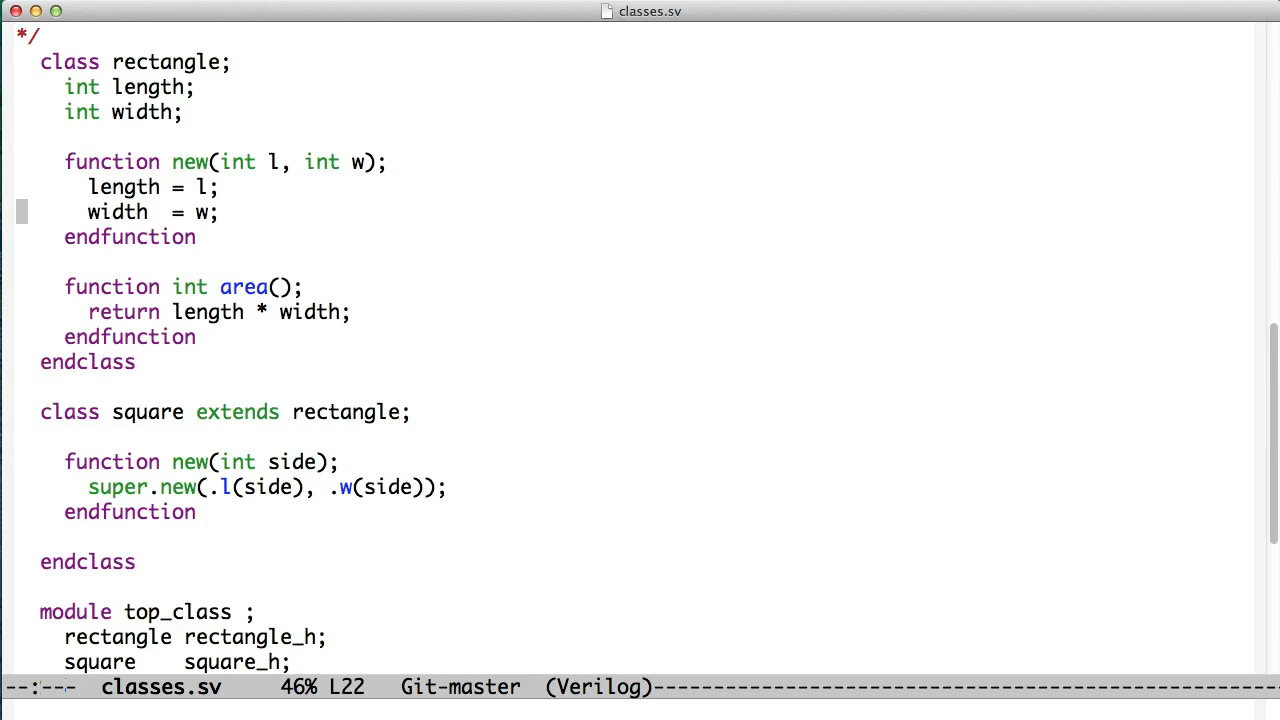 classes.sv
*/
class rectangle;
int length;
int width;
function new(int l, int w);
length = l;
width  = w;
endfunction
function int area();
return length * width;
endfunction
endclass
class square extends rectangle;
function new(int side);
super.new(.l(side), .w(side));
endfunction
endclass
module top_class ;
rectangle rectangle_h;
square    square_h;
--:---  classes.sv     46% L22   Git-master  (Verilog)----------------------------------------------------